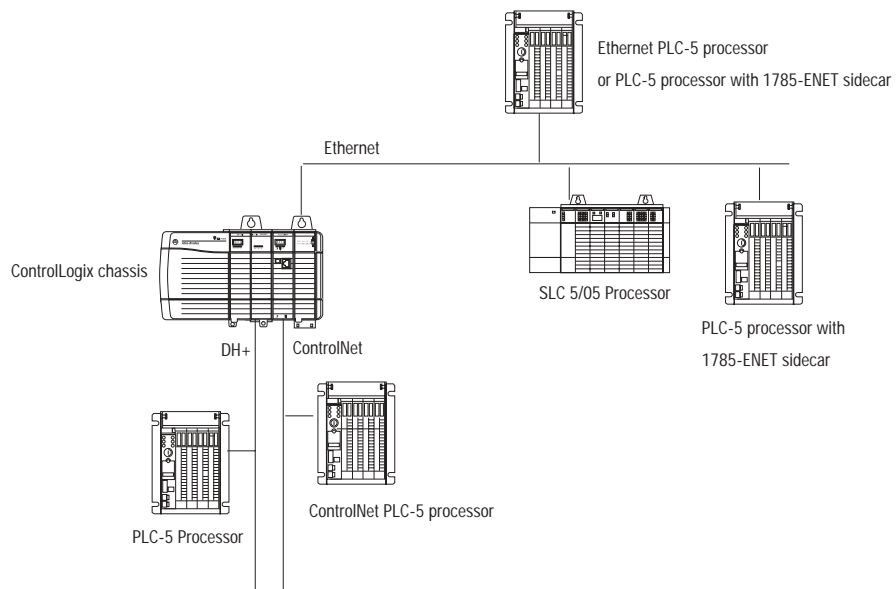 Ethernet PLC-5 processor
or PLC-5 processor with 1785-ENET sidecar
Ethernet
ControlLogix chassis
SLC 5/05 Processor
PLC-5 processor with
1785-ENET sidecar
DH+
ControlNet
ControlNet PLC-5 processor
PLC-5 Processor